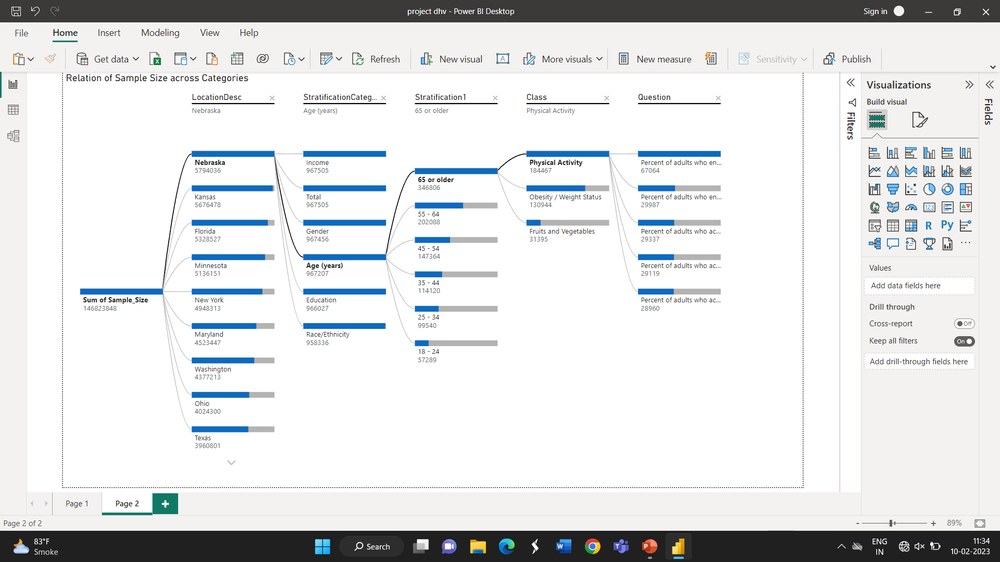 project dhv - Power BI Desktop
Sign in
File
Home
Insert
Modeling
View
Help
Get data
Refresh
New visual
More visuals
New measure
Sensitivity
Publish
Relation of Sample Size across Categories
LocationDesc
Nebraska
StratificationCateg...
Age (years)
Stratification1
65 or older
Class
Physical Activity
Question
Sum of Sample_Size
146823848
Nebraska
5794036
Kansas
5676478
Florida
5328527
Minnesota
5136151
New York
4948313
Maryland
4523447
Washington
4377213
Ohio
4024300
Texas
3960801
Income
967505
Total
967505
Gender
967456
Age (years)
967207
Education
966027
Race/Ethnicity
958336
65 or older
346806
55 - 64
202088
45 - 54
147364
35 - 44
114120
25 - 34
99540
18 - 24
57289
Physical Activity
184467
Obesity / Weight Status
130944
Fruits and Vegetables
31395
Percent of adults who en...
67064
Percent of adults who en...
29987
Percent of adults who ac...
29337
Percent of adults who ac...
29119
Percent of adults who ac...
28960
Filters
Visualizations
Build visual
123
R
Py
Values
Add data fields here
Drill through
Cross-report
Off
Keep all filters
On
Add drill-through fields here
Fields
Page 1
Page 2
Page 2 of 2
89%
83°F
Smoke
Search
ENG
IN
11:34
10-02-2023